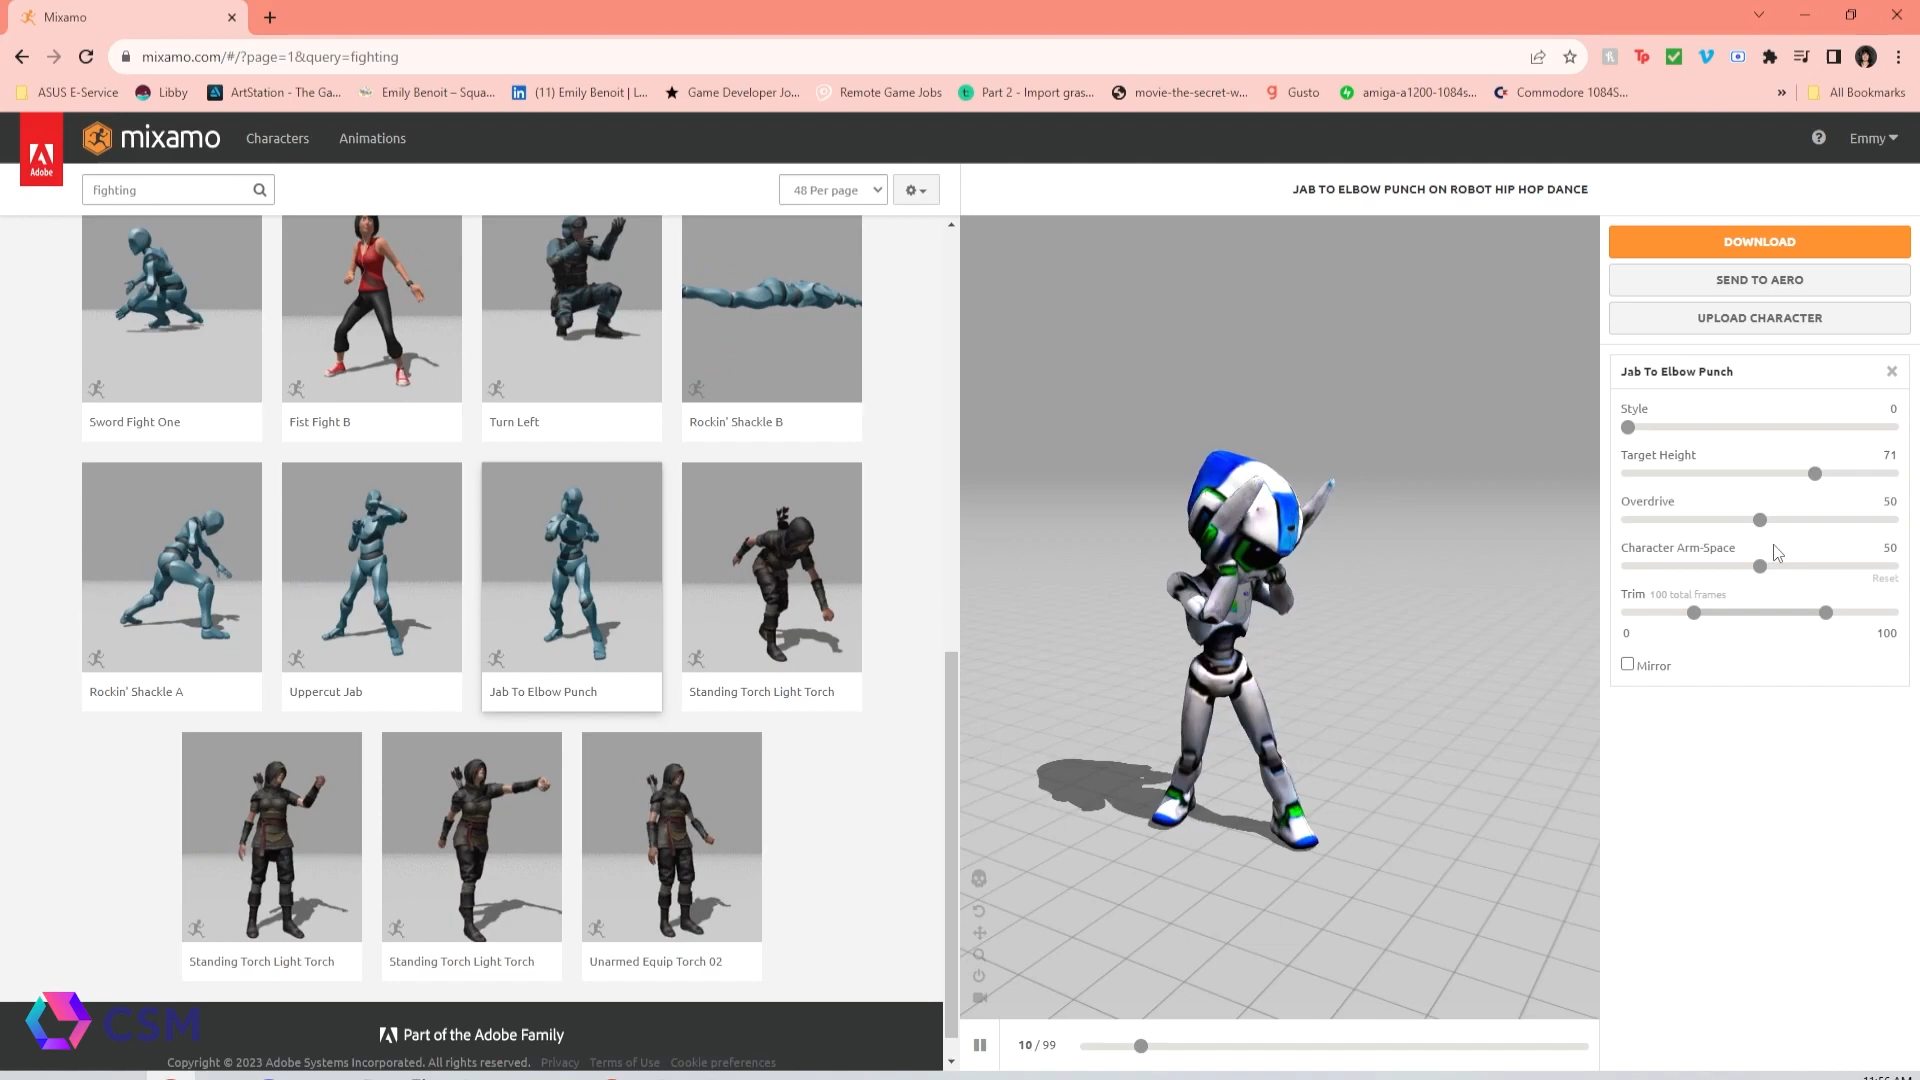 Mixamo
mixamo.com/#/?page=1&query=fighting
ASUS E-Service
Libby
ArtStation - The Ga...
Emily Benoit – Squa...
(11) Emily Benoit | L...
Game Developer Jo...
Remote Game Jobs
Part 2 - Import gras...
movie-the-secret-w...
Gusto
amiga-a1200-1084s...
Commodore 1084S...
»
All Bookmarks
Adobe
mixamo
Characters
Animations
Emmy
fighting
48 Per page
JAB TO ELBOW PUNCH ON ROBOT HIP HOP DANCE
DOWNLOAD
SEND TO AERO
UPLOAD CHARACTER
Jab To Elbow Punch
Style 0
Target Height 71
Overdrive 50
Character Arm-Space 50
Reset
Trim 100 total frames
0 100
Mirror
Sword Fight One
Fist Fight B
Turn Left
Rockin' Shackle B
Rockin' Shackle A
Uppercut Jab
Jab To Elbow Punch
Standing Torch Light Torch
Standing Torch Light Torch
Standing Torch Light Torch
Unarmed Equip Torch 02
CSM
Part of the Adobe Family
Copyright © 2023 Adobe Systems Incorporated. All rights reserved. Privacy Terms of Use Cookie preferences
10 / 99